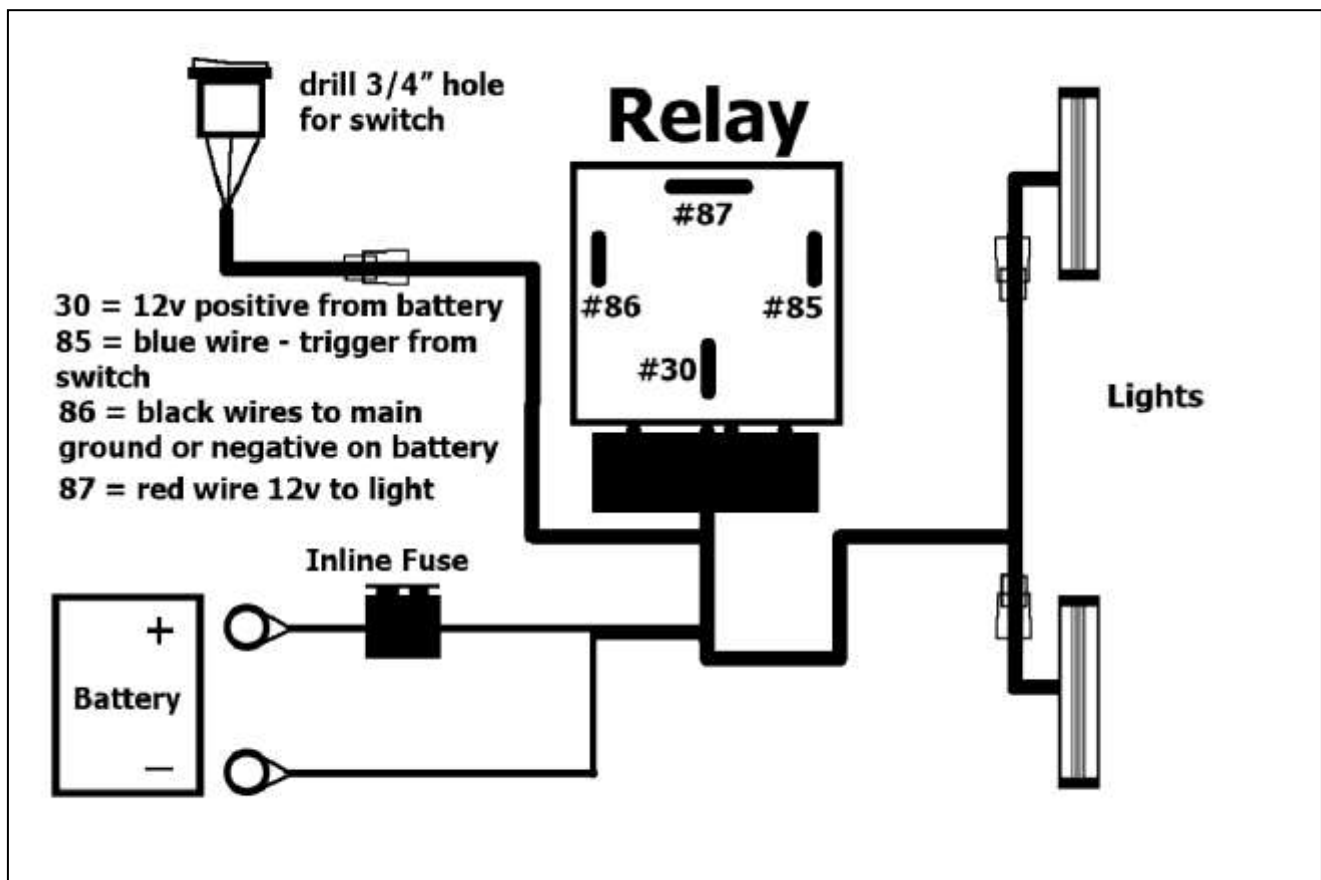 drill 3/4" hole
for switch
Relay
#87
#86
#85
#30
30 = 12v positive from battery
85 = blue wire - trigger from
switch
86 = black wires to main
ground or negative on battery
87 = red wire 12v to light
Lights
Inline Fuse
+
Battery
−